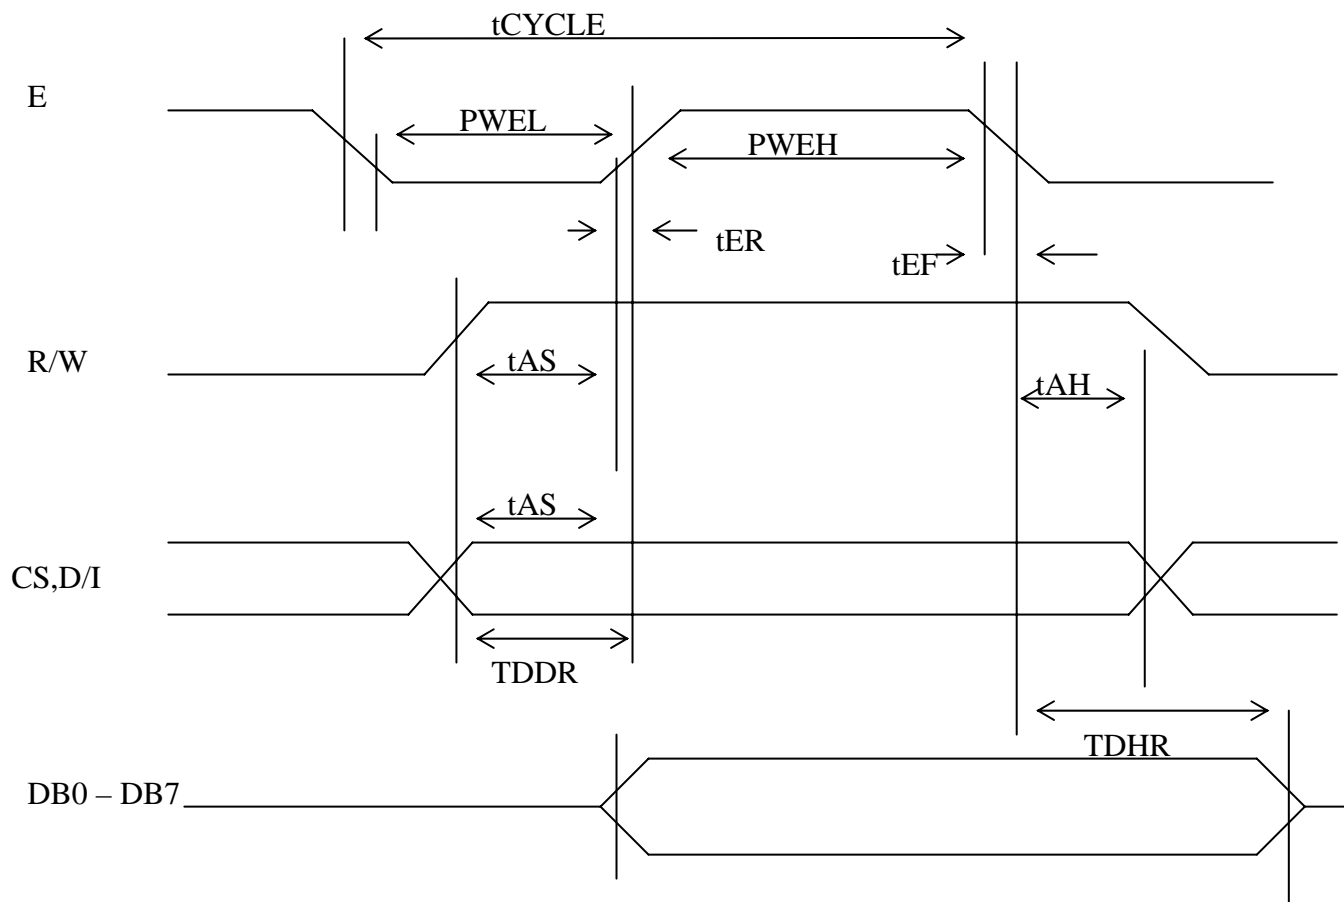 tCYCLE
E
PWEL
PWEH
tER
tEF
R/W
tAS
tAH
tAS
CS,D/I
TDDR
TDHR
DB0 – DB7